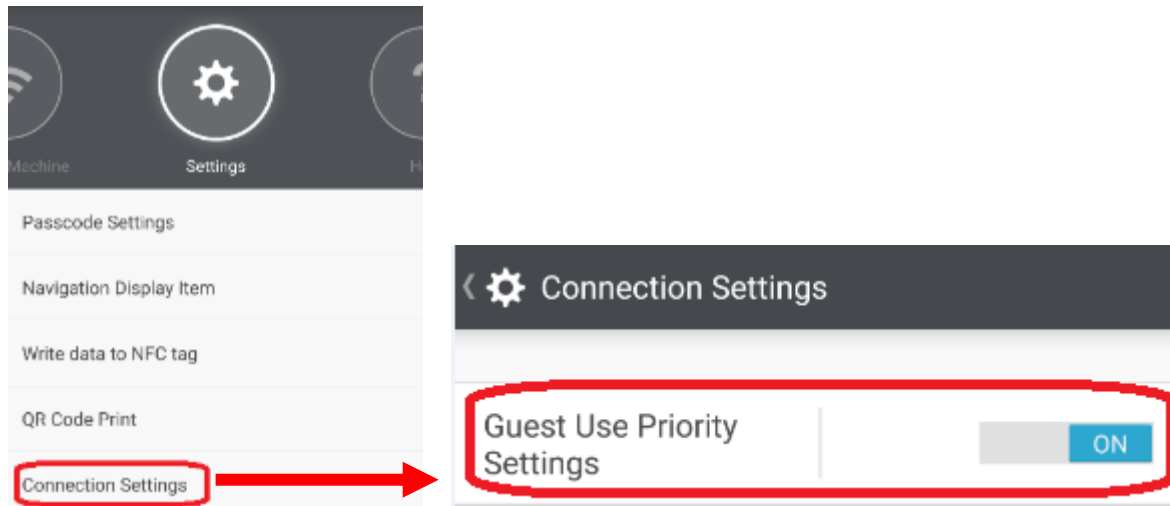 Machine
Settings
H
Passcode Settings
Navigation Display Item
Write data to NFC tag
QR Code Print
Connection Settings
Connection Settings
Guest Use Priority
Settings
ON